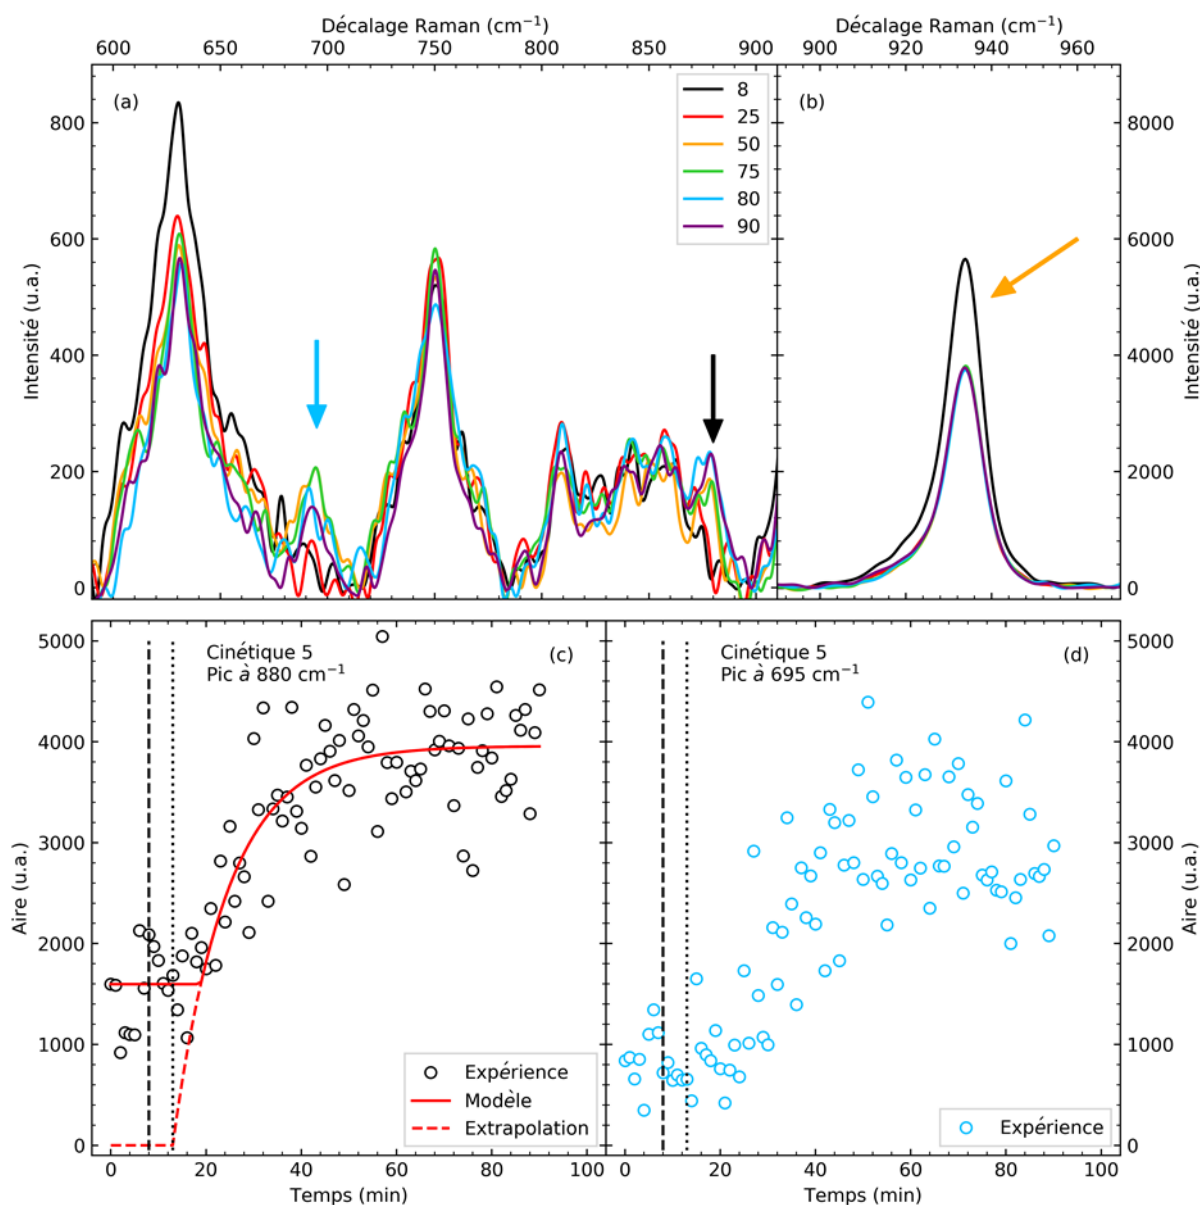 Décalage Raman (cm⁻¹)
Décalage Raman (cm⁻¹)
600 650 700 750 800 850 900
900 920 940 960
(a)
(b)
8
25
50
75
80
90
Intensité (u.a.)
800
600
400
200
0
8000
6000
4000
2000
0
Intensité (u.a.)
Cinétique 5
Pic à 880 cm⁻¹
(c)
Cinétique 5
Pic à 695 cm⁻¹
(d)
Aire (u.a.)
5000
4000
3000
2000
1000
0
5000
4000
3000
2000
1000
0
Aire (u.a.)
Expérience
Modèle
Extrapolation
Expérience
0 20 40 60 80 100
0 20 40 60 80 100
Temps (min)
Temps (min)